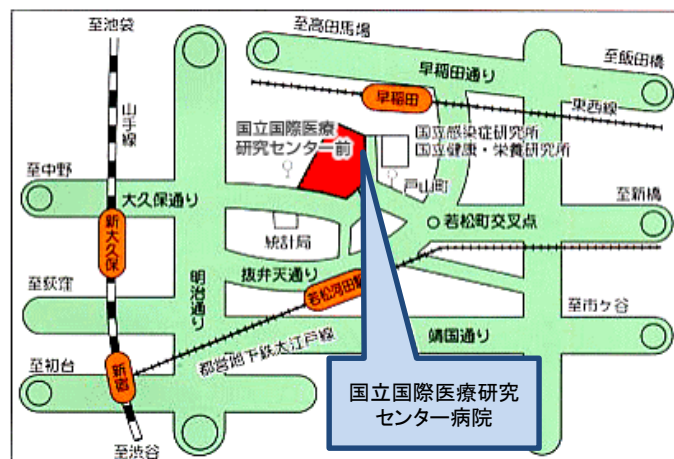 至池袋
至高田馬場
至飯田橋
早稲田通り
山手線
早稲田
東西線
国立国際医療
研究センター前
国立感染症研究所
国立健康・栄養研究所
至中野
戸山町
至新橋
大久保通り
若松町交叉点
新大久保
統計局
抜弁天通り
至荻窪
明治通り
若松河田駅
至市ケ谷
靖国通り
都営地下鉄大江戸線
至初台
新宿
国立国際医療研究
センター病院
至渋谷